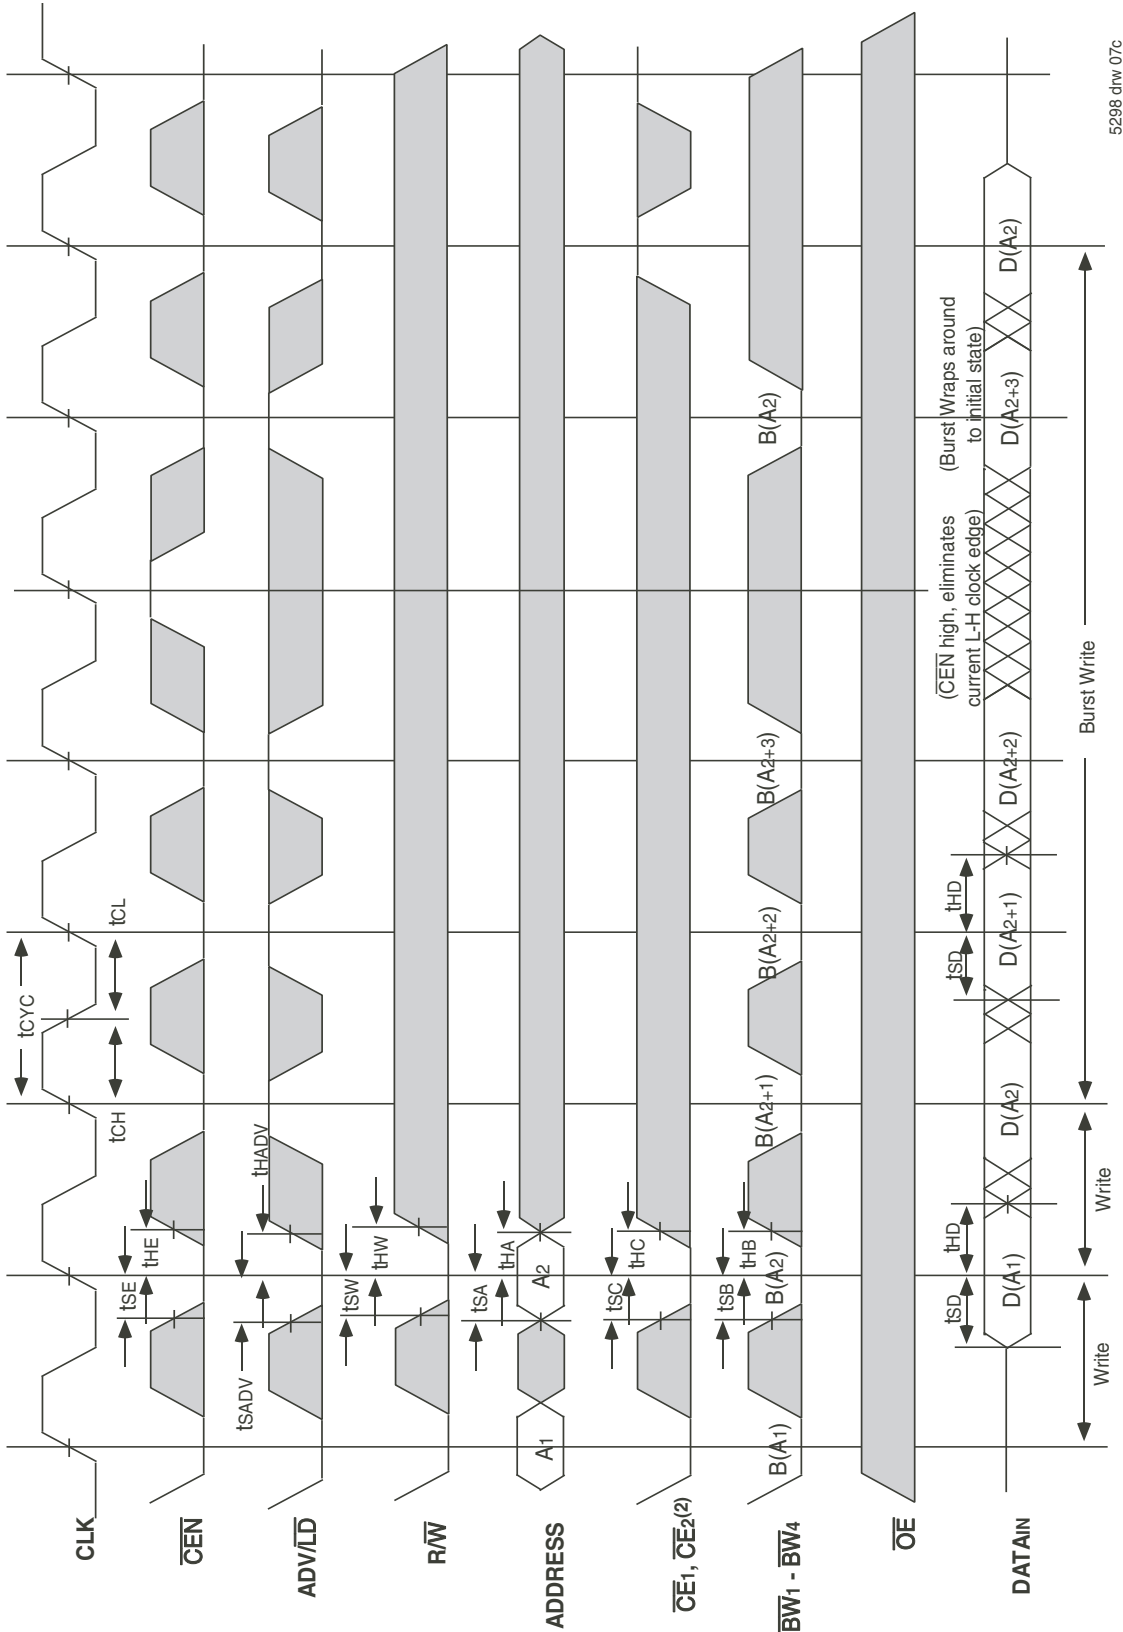 tCYC
CLK
tCH
tCL
CEN
tSE
tHE
ADV/LD
tSADV
tHADV
R/W
tSW
tHW
ADDRESS
A1
A2
tSA
tHA
CE1, CE2(2)
tSC
tHC
BW1 - BW4
B(A1)
tSB
tHB
B(A2)
B(A2+1)
B(A2+2)
B(A2+3)
B(A2)
OE
(CEN high, eliminates
current L-H clock edge)
(Burst Wraps around
to initial state)
DATAIN
tSD
tHD
D(A1)
D(A2)
tSD
tHD
D(A2+1)
D(A2+2)
D(A2+3)
D(A2)
Write
Write
Burst Write
5298 drw 07c